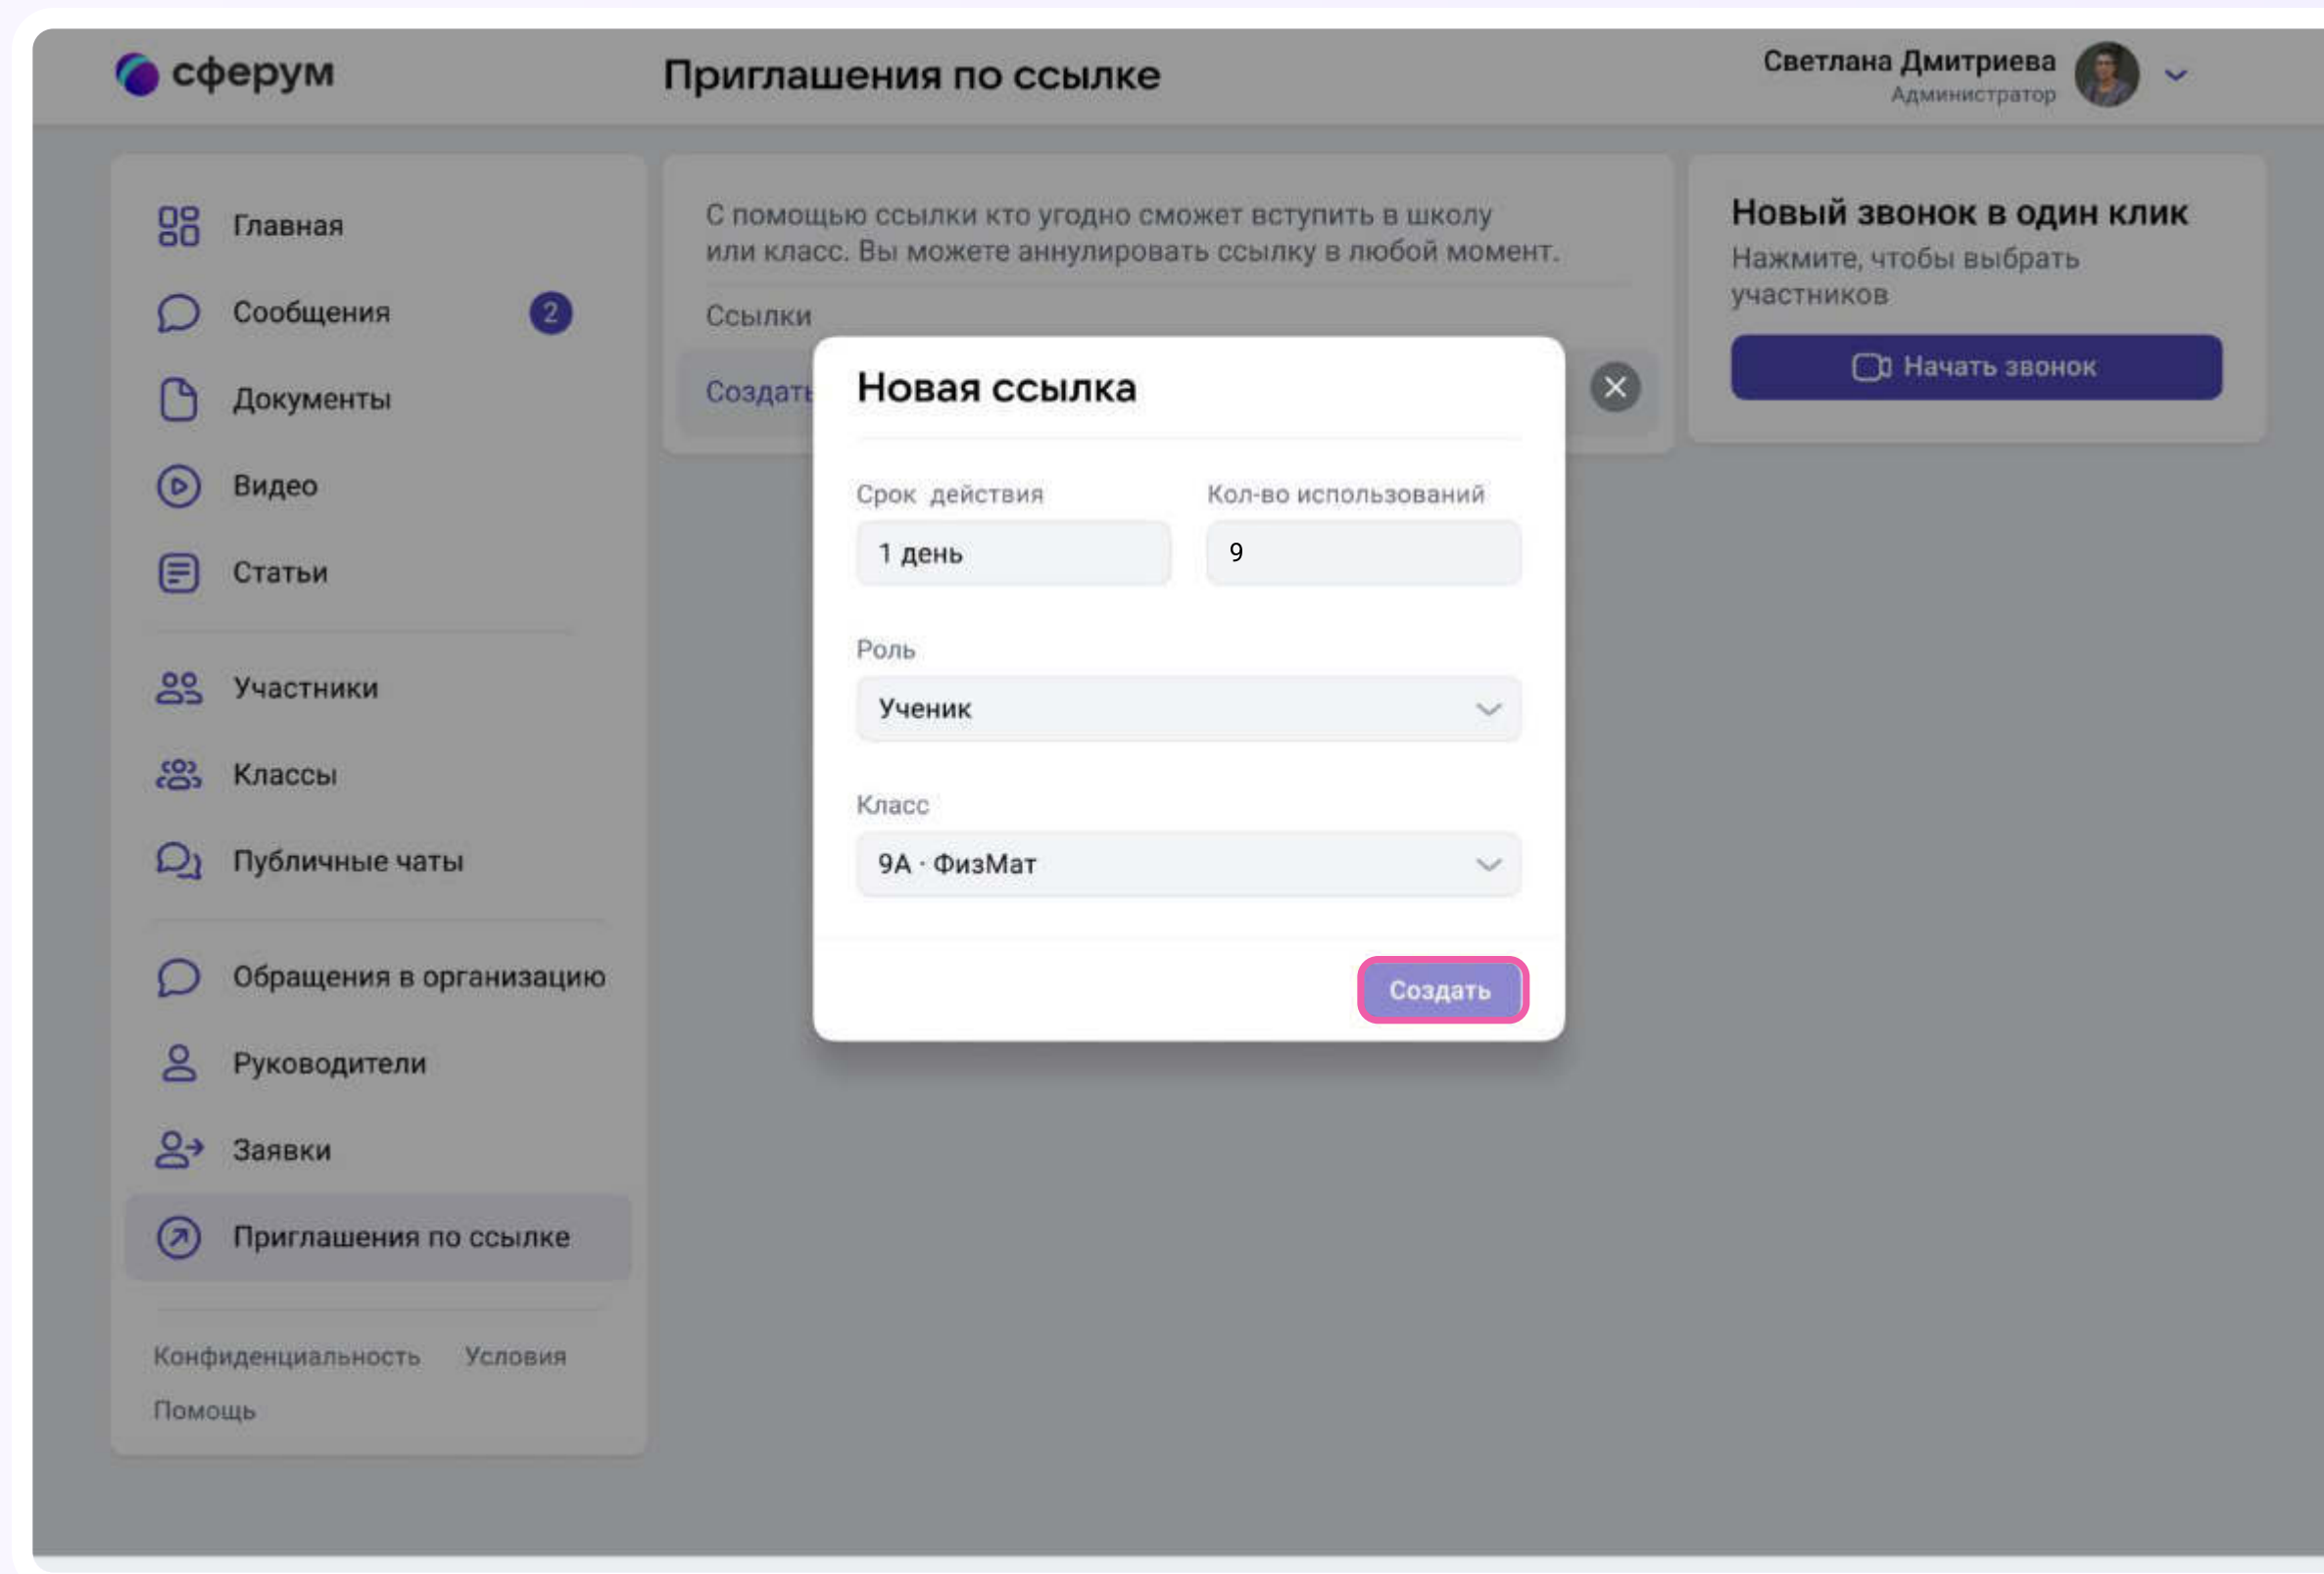 сферум
Приглашения по ссылке
Светлана Дмитриева
Администратор
Главная
Сообщения 2
Документы
Видео
Статьи
Участники
Классы
Публичные чаты
Обращения в организацию
Руководители
Заявки
Приглашения по ссылке
Конфиденциальность Условия
Помощь
С помощью ссылки кто угодно сможет вступить в школу
или класс. Вы можете аннулировать ссылку в любой момент.
Ссылки
Создать
Новая ссылка
Срок действия Кол-во использований
1 день 9
Роль
Ученик
Класс
9А · ФизМат
Создать
Новый звонок в один клик
Нажмите, чтобы выбрать
участников
Начать звонок